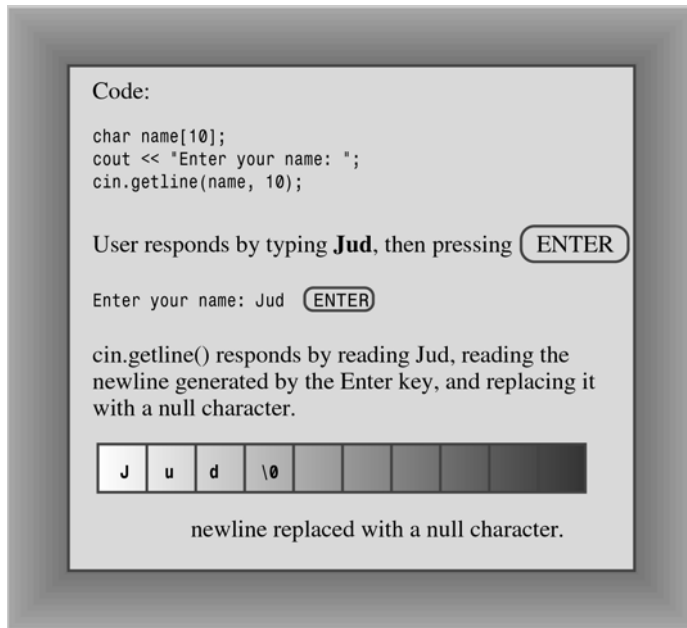 Code:
char name[10];
cout << "Enter your name: ";
cin.getline(name, 10);
User responds by typing Jud, then pressing ENTER
Enter your name: Jud ENTER
cin.getline() responds by reading Jud, reading the
newline generated by the Enter key, and replacing it
with a null character.
J u d \0
newline replaced with a null character.